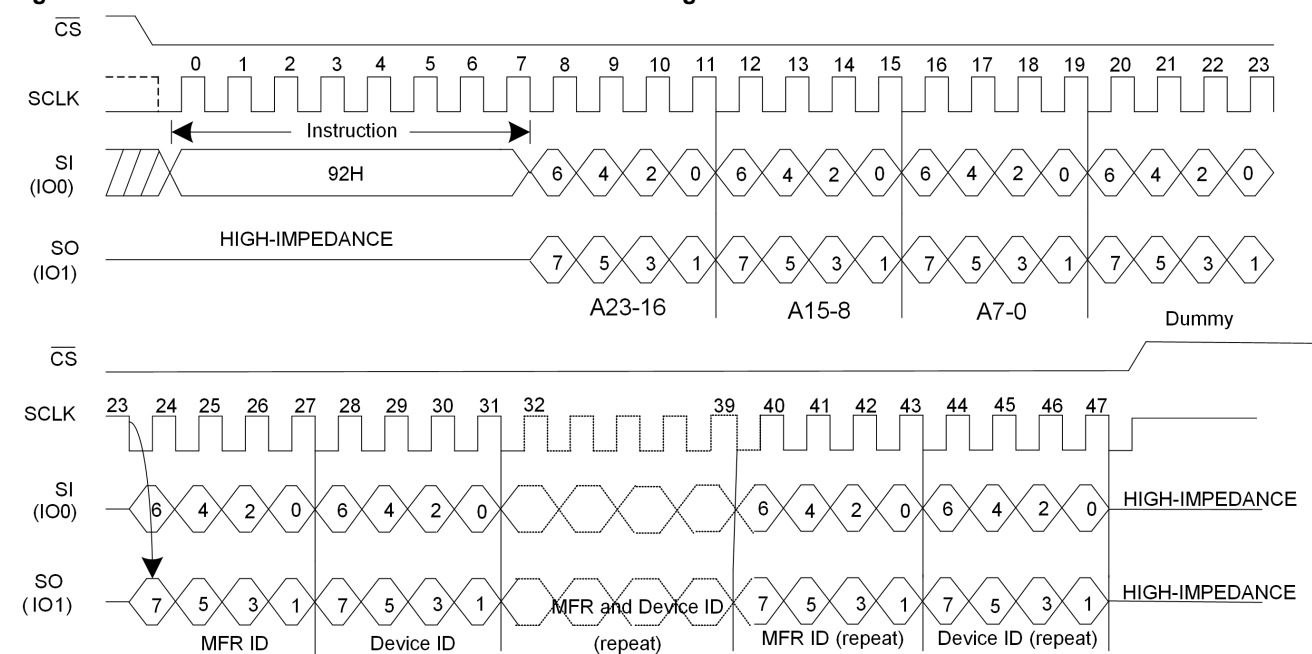 CS
0 1 2 3 4 5 6 7 8 9 10 11 12 13 14 15 16 17 18 19 20 21 22 23
SCLK
Instruction
SI
(IO0)
92H
6 4 2 0 6 4 2 0 6 4 2 0 6 4 2 0
HIGH-IMPEDANCE
SO
(IO1)
7 5 3 1 7 5 3 1 7 5 3 1 7 5 3 1
A23-16 A15-8 A7-0
Dummy
CS
SCLK
23 24 25 26 27 28 29 30 31 32 39 40 41 42 43 44 45 46 47
SI
(IO0)
6 4 2 0 6 4 2 0 6 4 2 0 6 4 2 0
HIGH-IMPEDANCE
SO
(IO1)
7 5 3 1 7 5 3 1 MFR and Device ID 7 5 3 1 7 5 3 1
HIGH-IMPEDANCE
MFR ID Device ID (repeat) MFR ID (repeat) Device ID (repeat)